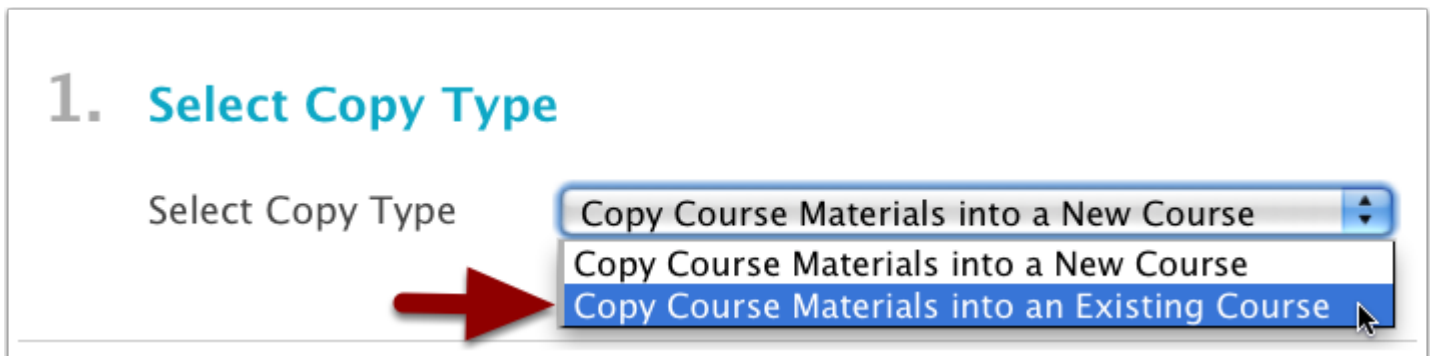 1. Select Copy Type
Select Copy Type Copy Course Materials into a New Course
Copy Course Materials into a New Course
Copy Course Materials into an Existing Course